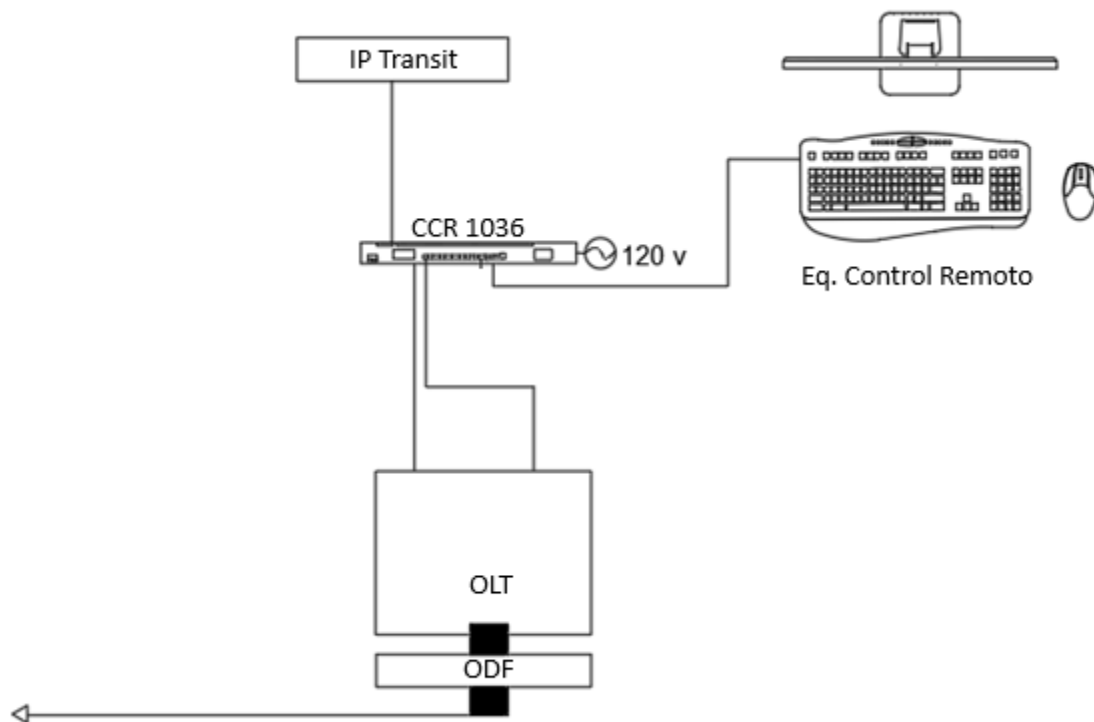 IP Transit
CCR 1036
120 v
Eq. Control Remoto
OLT
ODF